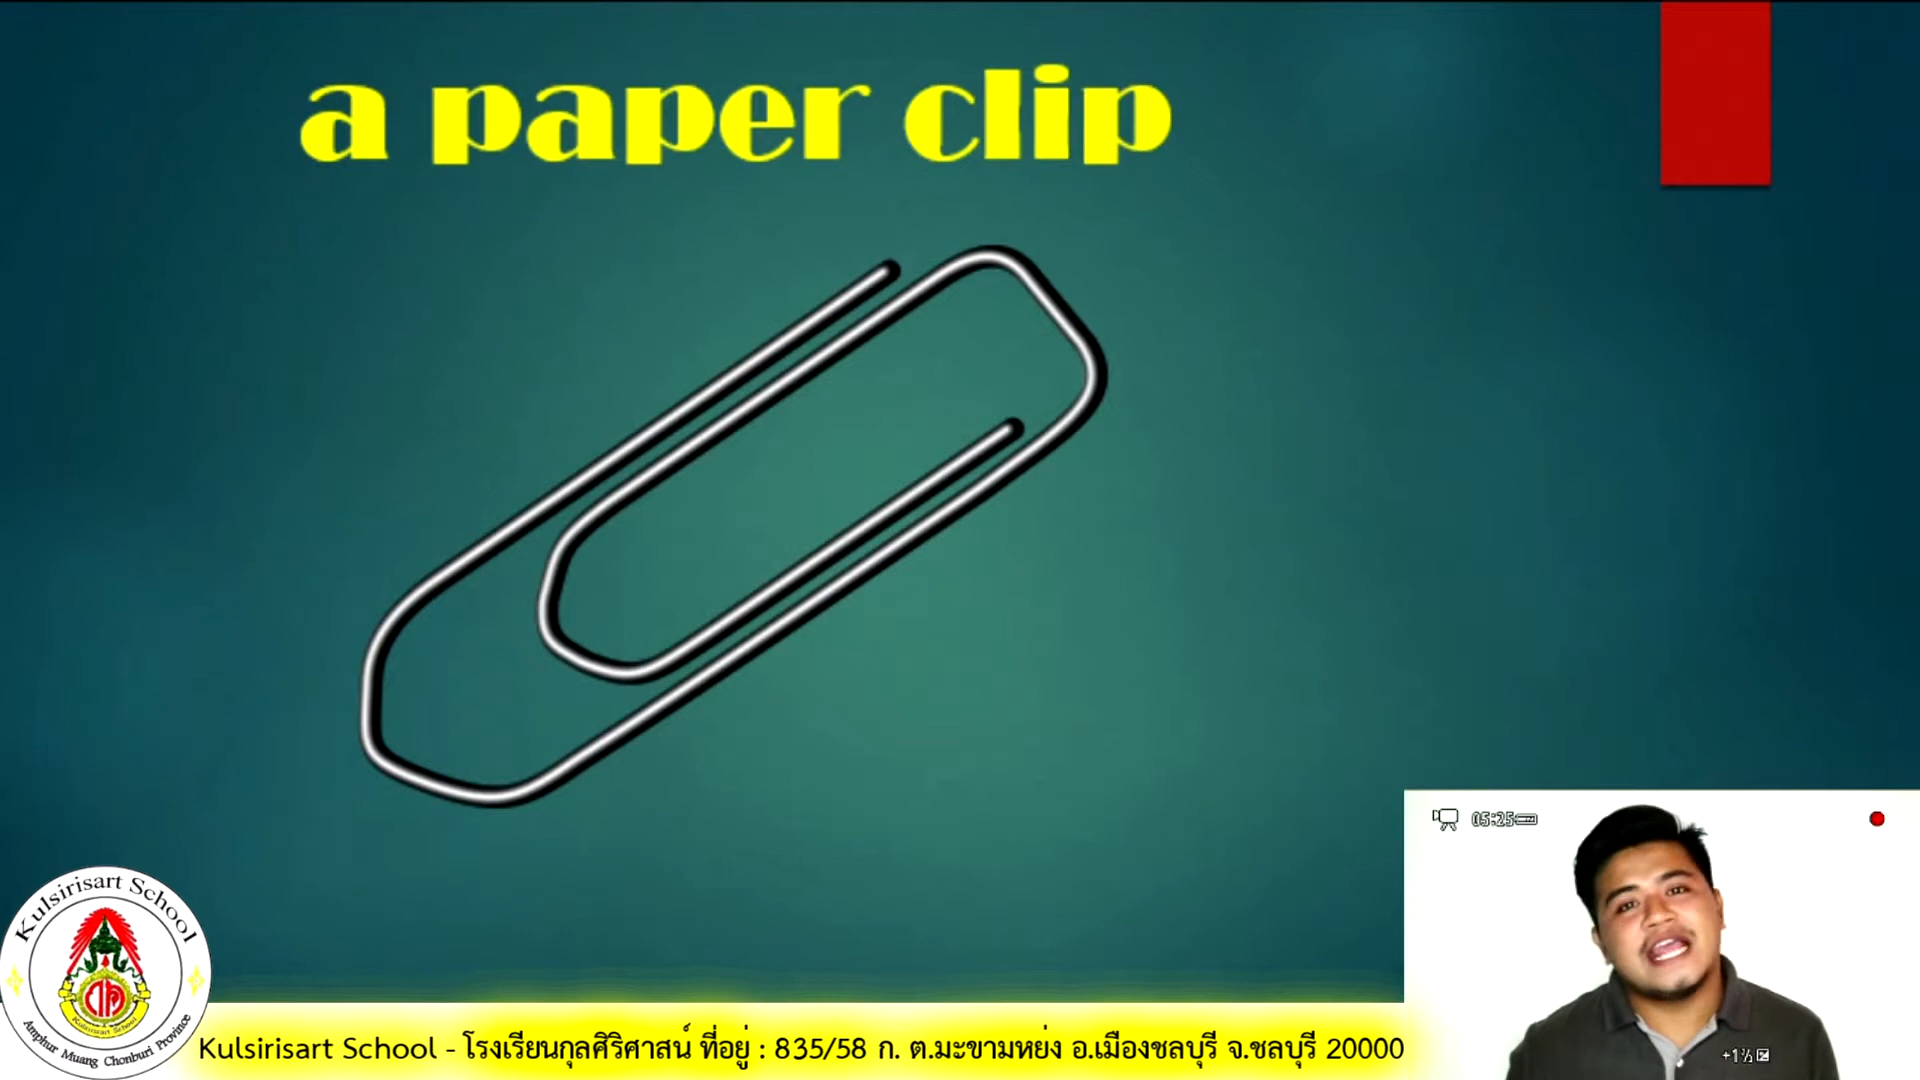 a paper clip
05:25
Kulsirisart School
Kulsirisart School
Amphur Muang Chonburi Province
Kulsirisart School - โรงเรียนกุลศิริศาสน์ ที่อยู่ : 835/58 ก. ต.มะขามหย่ง อ.เมืองชลบุรี จ.ชลบุรี 20000